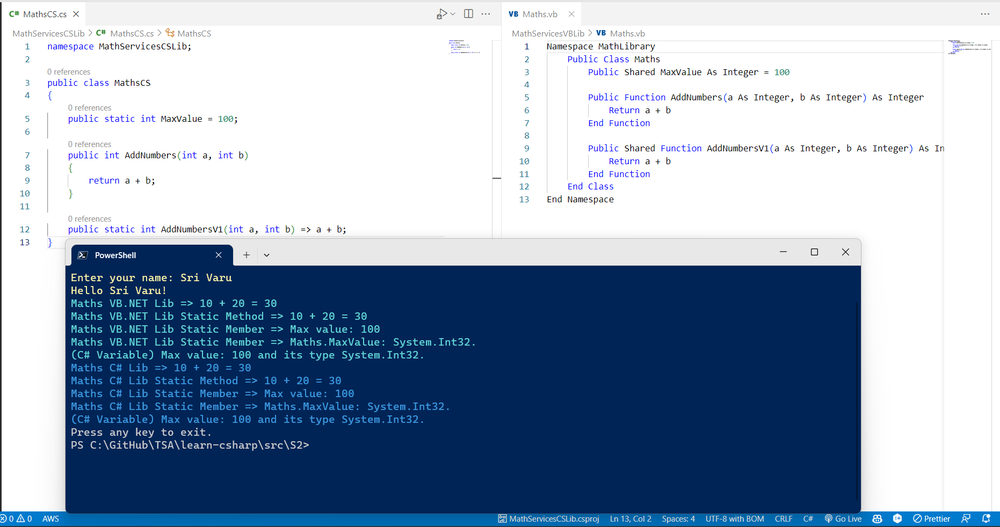 C# MathsCS.cs
MathServicesCSLib > C# MathsCS.cs > MathsCS
1 namespace MathServicesCSLib;
2
0 references
3 public class MathsCS
4 {
0 references
5 public static int MaxValue = 100;
6
0 references
7 public int AddNumbers(int a, int b)
8 {
9 return a + b;
10 }
11
0 references
12 public static int AddNumbersV1(int a, int b) => a + b;
13 }
VB Maths.vb
MathServicesVBLib > VB Maths.vb
1 Namespace MathLibrary
2 Public Class Maths
3 Public Shared MaxValue As Integer = 100
4
5 Public Function AddNumbers(a As Integer, b As Integer) As Integer
6 Return a + b
7 End Function
8
9 Public Shared Function AddNumbersV1(a As Integer, b As Integer) As In
10 Return a + b
11 End Function
12 End Class
13 End Namespace
PowerShell
Enter your name: Sri Varu
Hello Sri Varu!
Maths VB.NET Lib => 10 + 20 = 30
Maths VB.NET Lib Static Method => 10 + 20 = 30
Maths VB.NET Lib Static Member => Max value: 100
Maths VB.NET Lib Static Member => Maths.MaxValue: System.Int32.
(C# Variable) Max value: 100 and its type System.Int32.
Maths C# Lib => 10 + 20 = 30
Maths C# Lib Static Method => 10 + 20 = 30
Maths C# Lib Static Member => Max value: 100
Maths C# Lib Static Member => Maths.MaxValue: System.Int32.
(C# Variable) Max value: 100 and its type System.Int32.
Press any key to exit.
PS C:\GitHub\TSA\learn-csharp\src\S2>
0 0 AWS MathServicesCSLib.csproj Ln 13, Col 2 Spaces: 4 UTF-8 with BOM CRLF C# Go Live Prettier